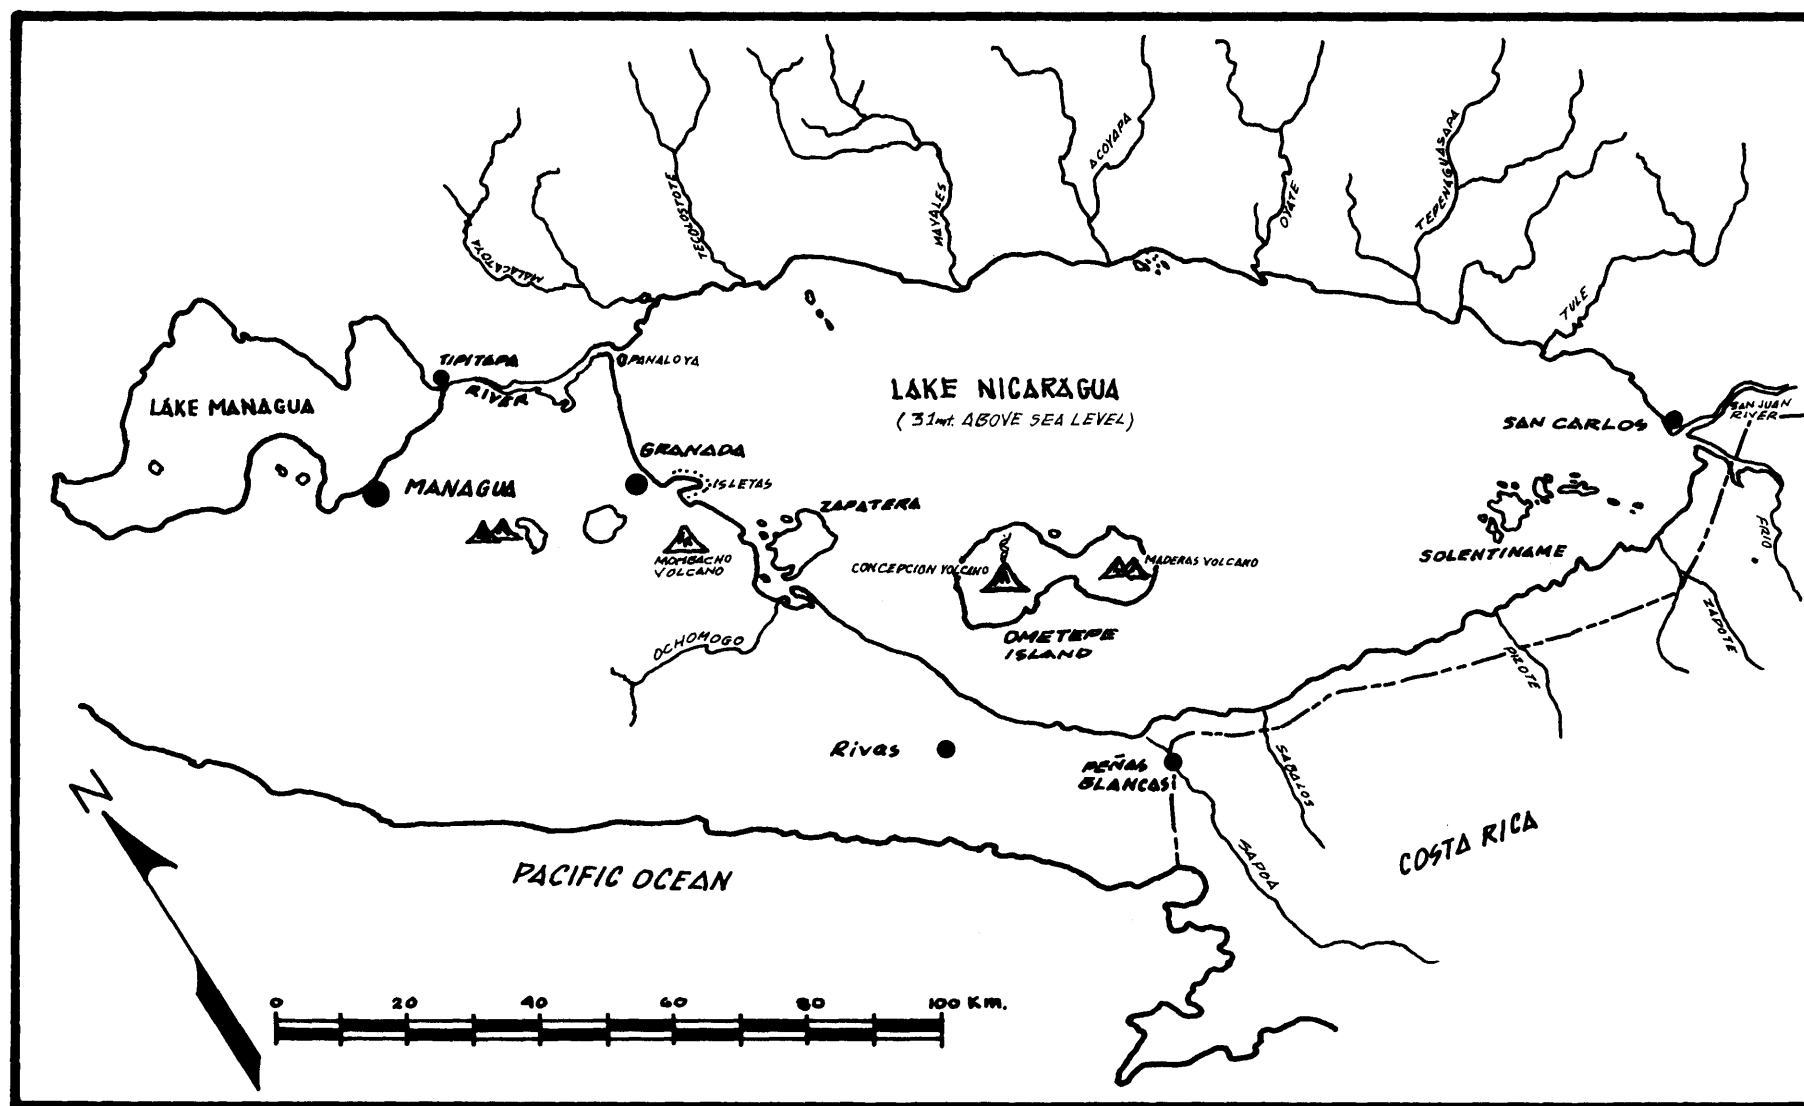 ACOYAPA
TEPENAGUASAPA
TECOLOSTOTE
MAYALES
OYATE
MALACATOYA
TULE
TIPITAPA
RIVER
PANALOYA
LAKE MANAGUA
LAKE NICARAGUA
(31mt. ABOVE SEA LEVEL)
SAN JUAN
RIVER
SAN CARLOS
GRANADA
MANAGUA
ISLETAS
ZAPATERA
FRIO
SOLENTINAME
MOMBACHO
VOLCANO
CONCEPCION VOLCANO
MADERAS VOLCANO
OMETEPE
ISLAND
OCHOMOGO
ZAPOTE
PIZOTE
Rivas
PEÑAS
BLANCAS
SABALOS
SAPOA
COSTA RICA
N
PACIFIC OCEAN
0 20 40 60 80 100 Km.